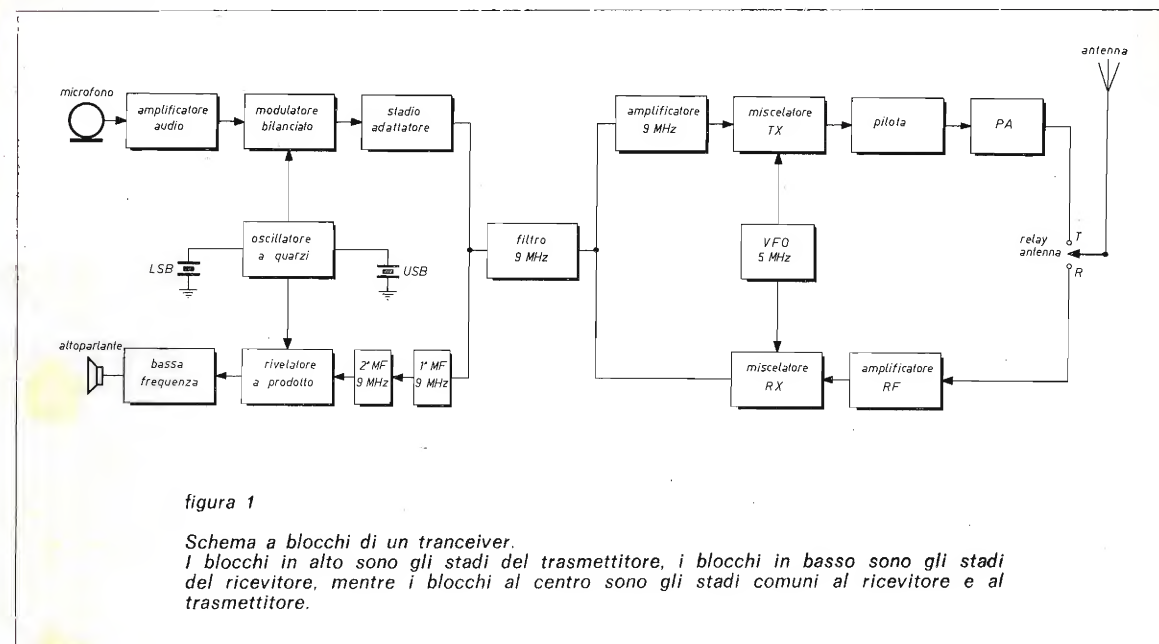 antenna
microfono
amplificatore
audio
modulatore
bilanciato
stadio
adattatore
amplificatore
9 MHz
miscelatore
TX
pilota
PA
oscillatore
a quarzi
LSB
USB
filtro
9 MHz
VFO
5 MHz
relay
antenna
T
R
altoparlante
bassa
frequenza
rivelatore
a prodotto
2ª MF
9 MHz
1ª MF
9 MHz
miscelatore
RX
amplificatore
RF
figura 1
Schema a blocchi di un tranceiver.
I blocchi in alto sono gli stadi del trasmettitore, i blocchi in basso sono gli stadi
del ricevitore, mentre i blocchi al centro sono gli stadi comuni al ricevitore e al
trasmettitore.